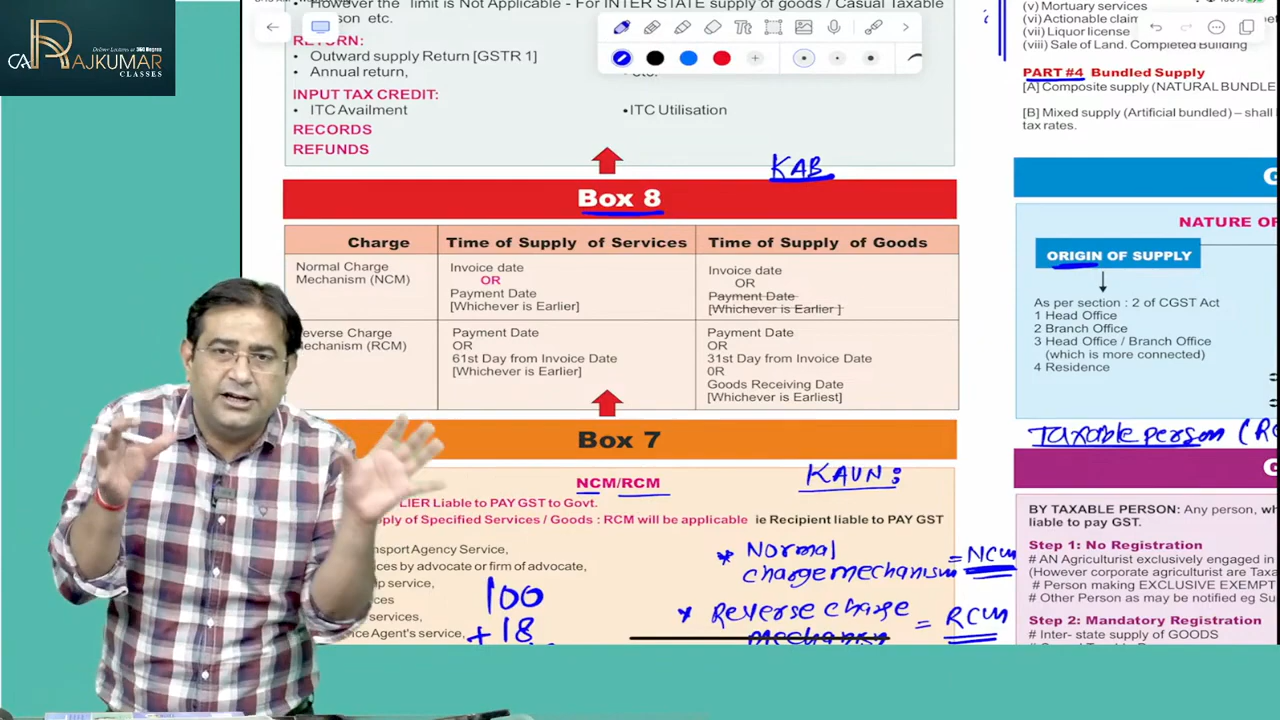 CA RAJKUMAR
Deliver Lectures at 360 Degree
CLASSES
However the limit is Not Applicable - For INTER STATE supply of goods / Casual Taxable
son etc.
RETURN:
• Outward supply Return [GSTR 1]
• Annual return,
etc.
INPUT TAX CREDIT:
• ITC Availment
• ITC Utilisation
RECORDS
REFUNDS
KAB
Box 8
Charge
Time of Supply of Services
Time of Supply of Goods
Normal Charge
Mechanism (NCM)
Invoice date
OR
Payment Date
[Whichever is Earlier]
Invoice date
OR
Payment Date
[Whichever is Earlier ]
everse Charge
echanism (RCM)
Payment Date
OR
61st Day from Invoice Date
[Whichever is Earlier]
Payment Date
OR
31st Day from Invoice Date
0R
Goods Receiving Date
[Whichever is Earliest]
Box 7
NCM/RCM
KAUN:
LIER Liable to PAY GST to Govt.
ply of Specified Services / Goods : RCM will be applicable ie Recipient liable to PAY GST
nsport Agency Service,
ices by advocate or firm of advocate,
ip service,
ices
services,
ce Agent's service,
100
+ 18
* Normal
charge mechanism = NCM
* Reverse charge
mechanism = RCM
(v) Mortuary services
(vi) Actionable claim
(vii) Liquor license
(viii) Sale of Land. Completed Building
PART #4 Bundled Supply
[A] Composite supply (NATURAL BUNDLE
[B] Mixed supply (Artificial bundled) – shall
tax rates.
G
NATURE OF
ORIGIN OF SUPPLY
As per section : 2 of CGST Act
1 Head Office
2 Branch Office
3 Head Office / Branch Office
(which is more connected)
4 Residence
Taxable person (R
BY TAXABLE PERSON: Any person, w
liable to pay GST.
Step 1: No Registration
# AN Agriculturist exclusively engaged in
(However corporate agriculturist are Taxa
# Person making EXCLUSIVE EXEMPT
# Other Person as may be notified eg Su
Step 2: Mandatory Registration
# Inter- state supply of GOODS